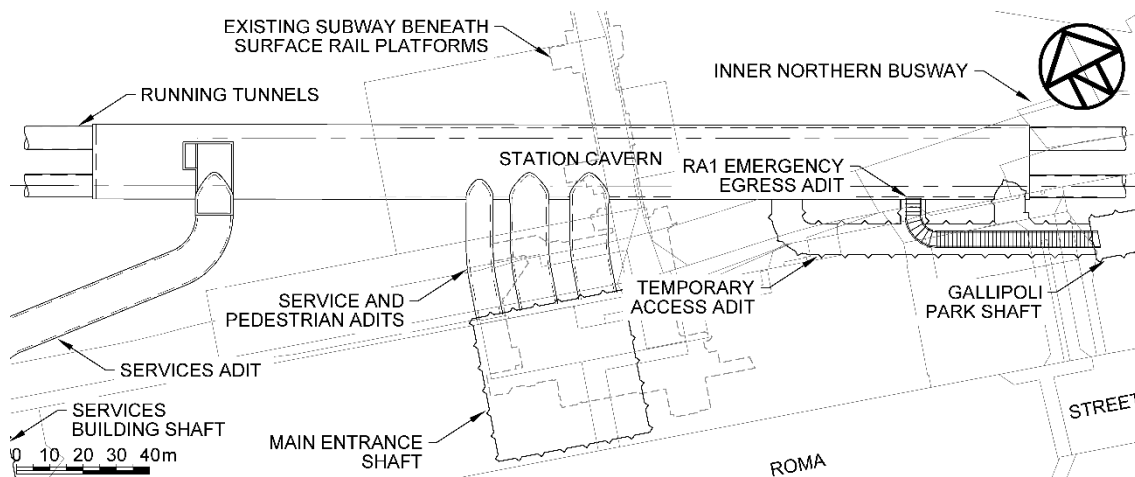 EXISTING SUBWAY BENEATH
SURFACE RAIL PLATFORMS
INNER NORTHERN BUSWAY
RUNNING TUNNELS
STATION CAVERN
RA1 EMERGENCY
EGRESS ADIT
SERVICE AND
PEDESTRIAN ADITS
TEMPORARY
ACCESS ADIT
GALLIPOLI
PARK SHAFT
SERVICES ADIT
SERVICES
BUILDING SHAFT
MAIN ENTRANCE
SHAFT
STREET
ROMA
0 10 20 30 40m